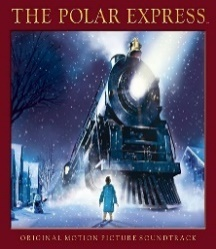 THE POLAR EXPRESS
ORIGINAL MOTION PICTURE SOUNDTRACK